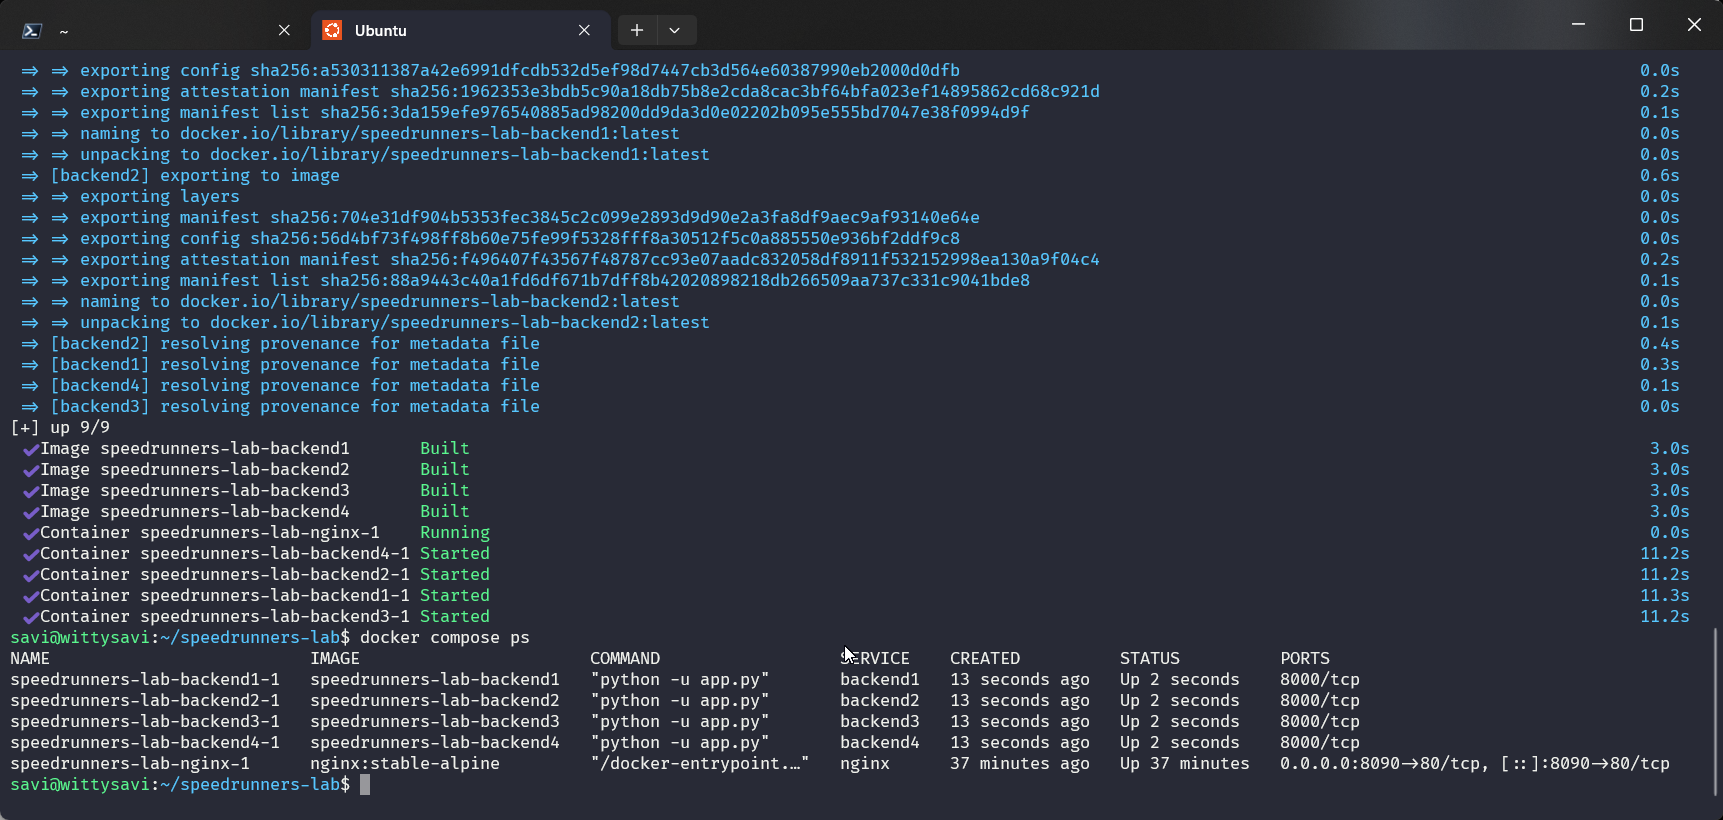 ~
Ubuntu
⇒ ⇒ exporting config sha256:a530311387a42e6991dfcdb532d5ef98d7447cb3d564e60387990eb2000d0dfb 0.0s
⇒ ⇒ exporting attestation manifest sha256:1962353e3bdb5c90a18db75b8e2cda8cac3bf64bfa023ef14895862cd68c921d 0.2s
⇒ ⇒ exporting manifest list sha256:3da159efe976540885ad98200dd9da3d0e02202b095e555bd7047e38f0994d9f 0.1s
⇒ ⇒ naming to docker.io/library/speedrunners-lab-backend1:latest 0.0s
⇒ ⇒ unpacking to docker.io/library/speedrunners-lab-backend1:latest 0.0s
⇒ [backend2] exporting to image 0.6s
⇒ ⇒ exporting layers 0.0s
⇒ ⇒ exporting manifest sha256:704e31df904b5353fec3845c2c099e2893d9d90e2a3fa8df9aec9af93140e64e 0.0s
⇒ ⇒ exporting config sha256:56d4bf73f498ff8b60e75fe99f5328fff8a30512f5c0a885550e936bf2ddf9c8 0.0s
⇒ ⇒ exporting attestation manifest sha256:f496407f43567f48787cc93e07aadc832058df8911f532152998ea130a9f04c4 0.2s
⇒ ⇒ exporting manifest list sha256:88a9443c40a1fd6df671b7dff8b42020898218db266509aa737c331c9041bde8 0.1s
⇒ ⇒ naming to docker.io/library/speedrunners-lab-backend2:latest 0.0s
⇒ ⇒ unpacking to docker.io/library/speedrunners-lab-backend2:latest 0.1s
⇒ [backend2] resolving provenance for metadata file 0.4s
⇒ [backend1] resolving provenance for metadata file 0.3s
⇒ [backend4] resolving provenance for metadata file 0.1s
⇒ [backend3] resolving provenance for metadata file 0.0s
[+] up 9/9
✔Image speedrunners-lab-backend1 Built 3.0s
✔Image speedrunners-lab-backend2 Built 3.0s
✔Image speedrunners-lab-backend3 Built 3.0s
✔Image speedrunners-lab-backend4 Built 3.0s
✔Container speedrunners-lab-nginx-1 Running 0.0s
✔Container speedrunners-lab-backend4-1 Started 11.2s
✔Container speedrunners-lab-backend2-1 Started 11.2s
✔Container speedrunners-lab-backend1-1 Started 11.3s
✔Container speedrunners-lab-backend3-1 Started 11.2s
savi@wittysavi:~/speedrunners-lab$ docker compose ps
NAME IMAGE COMMAND SERVICE CREATED STATUS PORTS
speedrunners-lab-backend1-1 speedrunners-lab-backend1 "python -u app.py" backend1 13 seconds ago Up 2 seconds 8000/tcp
speedrunners-lab-backend2-1 speedrunners-lab-backend2 "python -u app.py" backend2 13 seconds ago Up 2 seconds 8000/tcp
speedrunners-lab-backend3-1 speedrunners-lab-backend3 "python -u app.py" backend3 13 seconds ago Up 2 seconds 8000/tcp
speedrunners-lab-backend4-1 speedrunners-lab-backend4 "python -u app.py" backend4 13 seconds ago Up 2 seconds 8000/tcp
speedrunners-lab-nginx-1 nginx:stable-alpine "/docker-entrypoint.…" nginx 37 minutes ago Up 37 minutes 0.0.0.0:8090→80/tcp, [::]:8090→80/tcp
savi@wittysavi:~/speedrunners-lab$